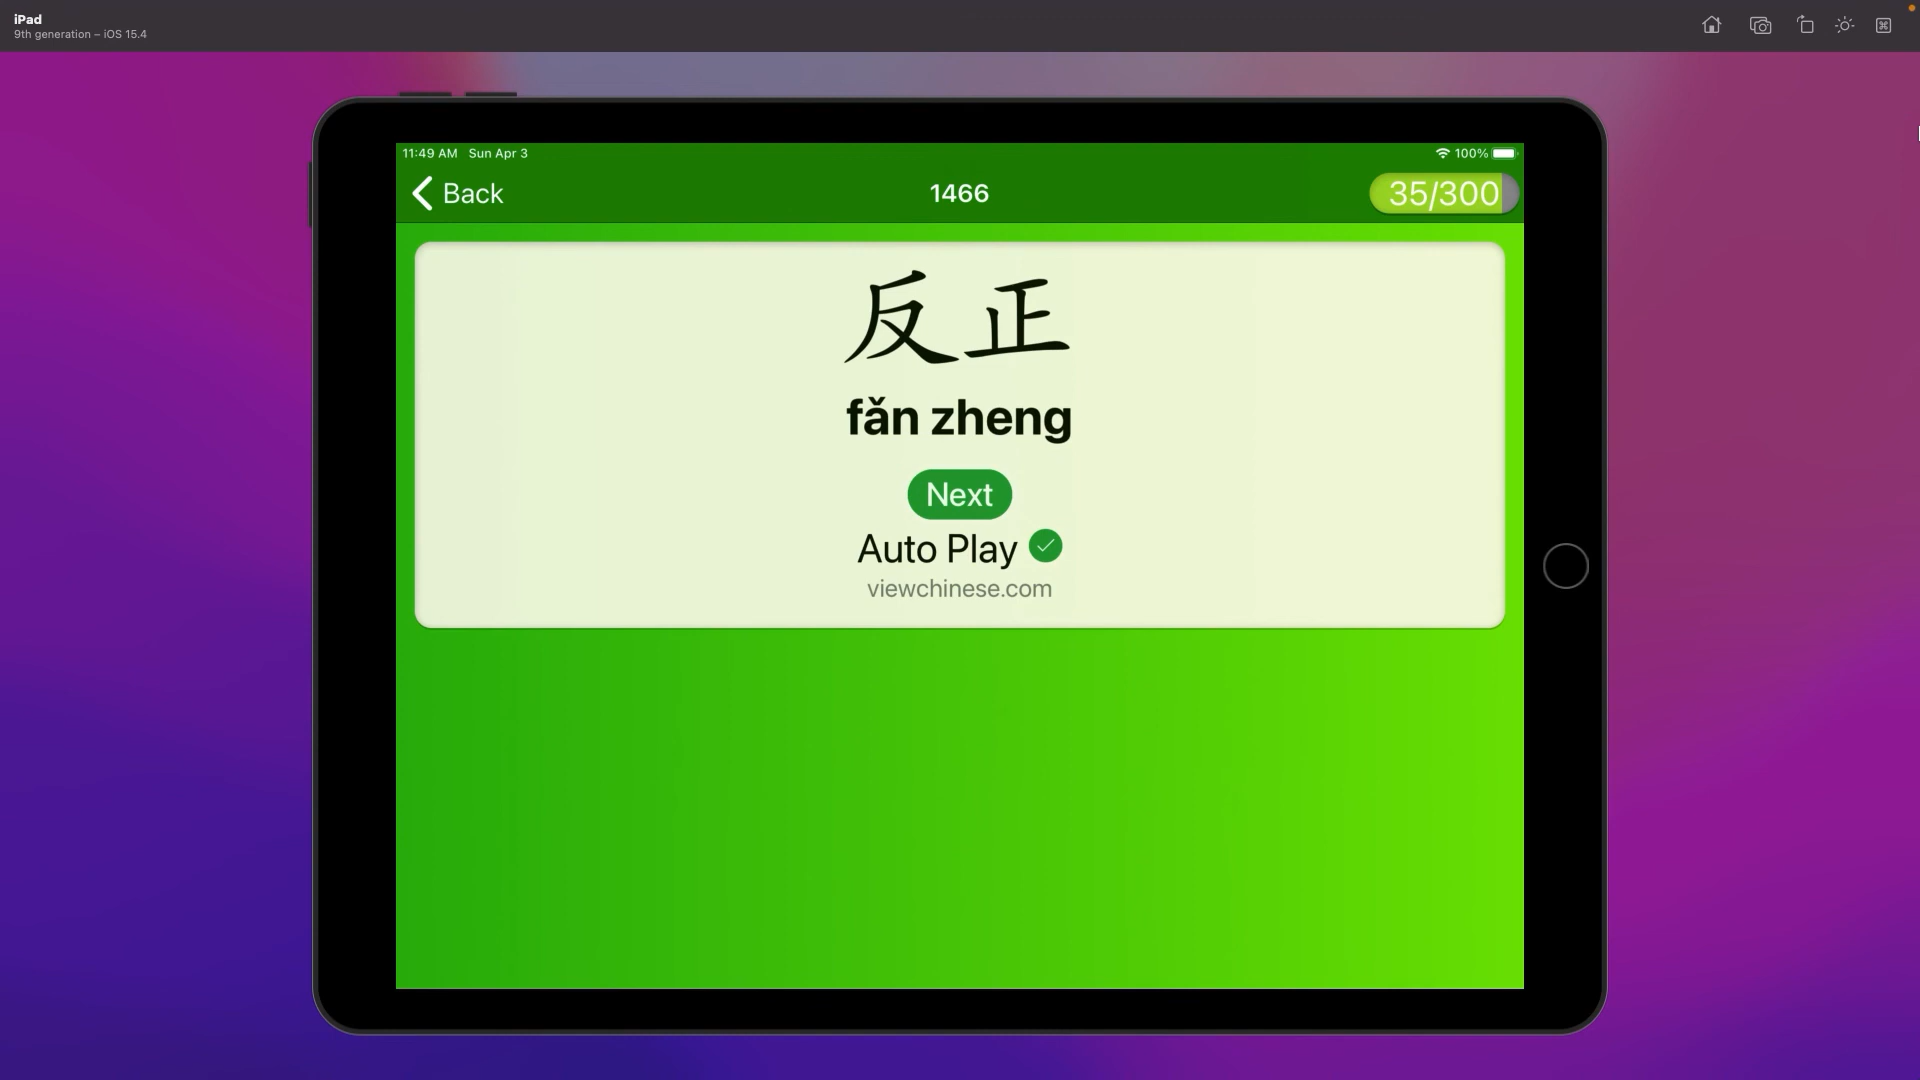 iPad
9th generation – iOS 15.4
11:49 AM Sun Apr 3
100%
Back
1466
35/300
反正
fǎn zheng
Next
Auto Play
viewchinese.com